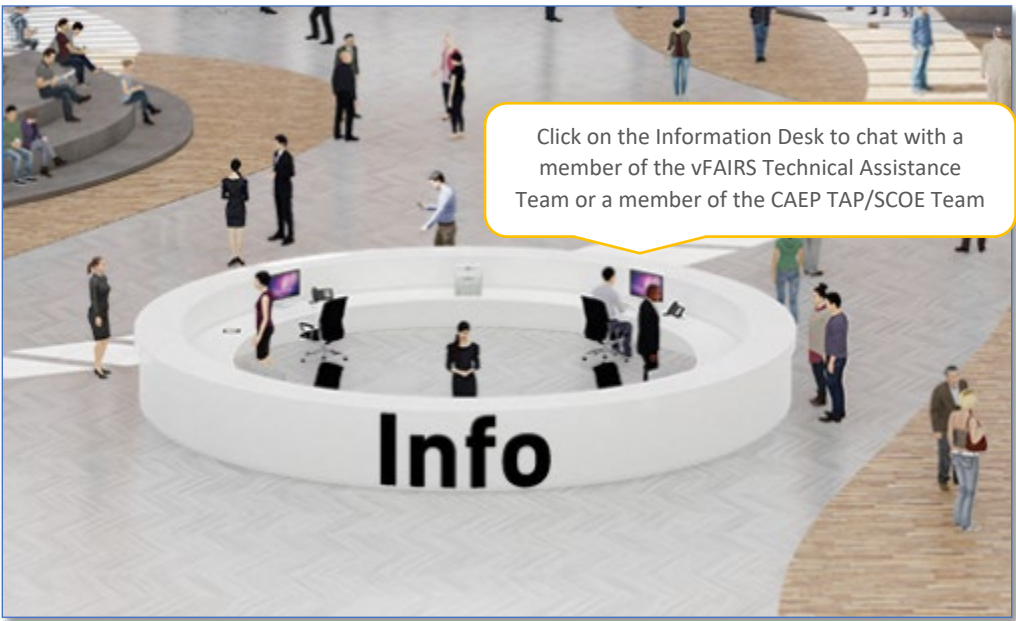 Click on the Information Desk to chat with a
member of the vFAIRS Technical Assistance
Team or a member of the CAEP TAP/SCOE Team
Info